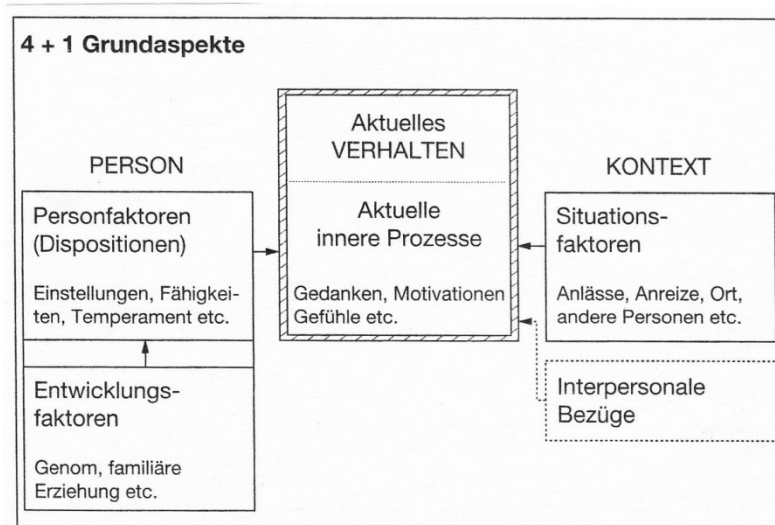 4 + 1 Grundaspekte
PERSON
Personfaktoren
(Dispositionen)
Einstellungen, Fähigkei-
ten, Temperament etc.
Entwicklungs-
faktoren
Genom, familiäre
Erziehung etc.
Aktuelles
VERHALTEN
Aktuelle
innere Prozesse
Gedanken, Motivationen
Gefühle etc.
KONTEXT
Situations-
faktoren
Anlässe, Anreize, Ort,
andere Personen etc.
Interpersonale
Bezüge